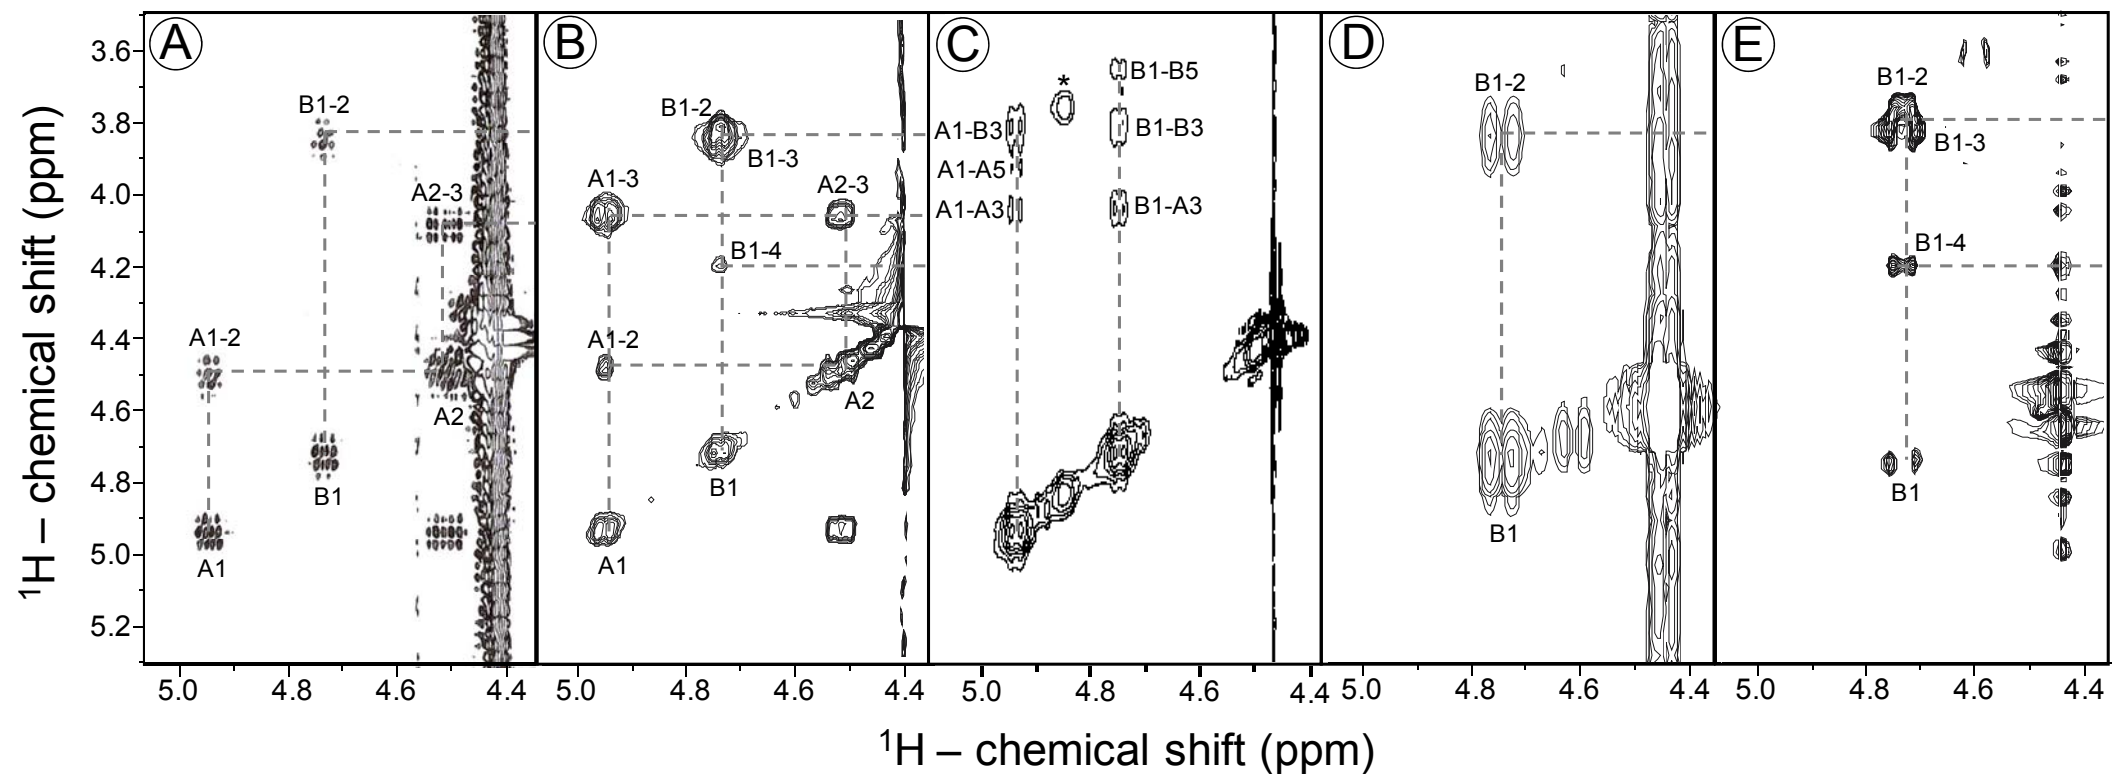 A
B1-2
A2-3
A1-2
A2
B1
A1
B
B1-2
B1-3
A1-3
A2-3
B1-4
A1-2
A2
B1
A1
C
*
B1-B5
A1-B3
B1-B3
A1-A5
A1-A3
B1-A3
D
B1-2
B1
E
B1-2
B1-3
B1-4
B1
3.6
3.8
4.0
4.2
4.4
4.6
4.8
5.0
5.2
¹H – chemical shift (ppm)
5.0 4.8 4.6 4.4 5.0 4.8 4.6 4.4 5.0 4.8 4.6 4.4 5.0 4.8 4.6 4.4 5.0 4.8 4.6 4.4
¹H – chemical shift (ppm)